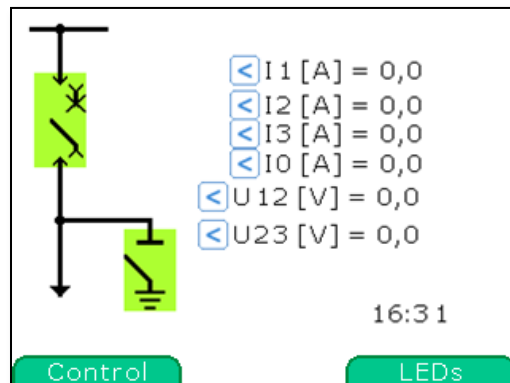 < I1 [A] = 0,0
< I2 [A] = 0,0
< I3 [A] = 0,0
< I0 [A] = 0,0
< U12 [V] = 0,0
< U23 [V] = 0,0
16:31
Control LEDs